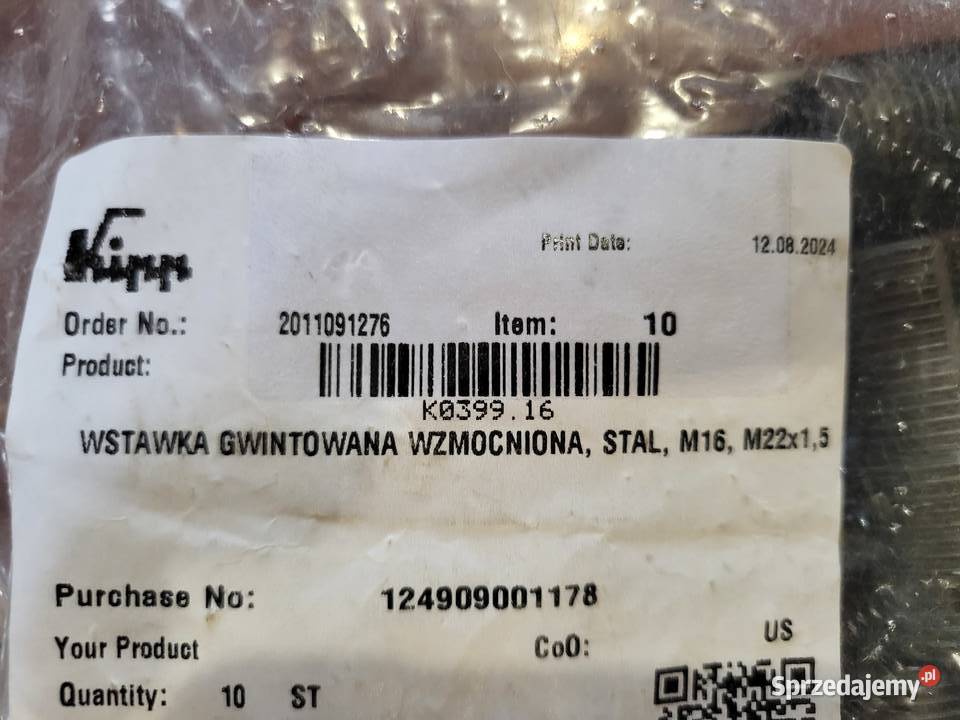 Kipp
Print Date: 12.08.2024
Order No.: 2011091276 Item: 10
Product:
K0399.16
WSTAWKA GWINTOWANA WZMOCNIONA, STAL, M16, M22x1,5
Purchase No: 124909001178
Your Product CoO: US
Quantity: 10 ST
Sprzedajemy.pl